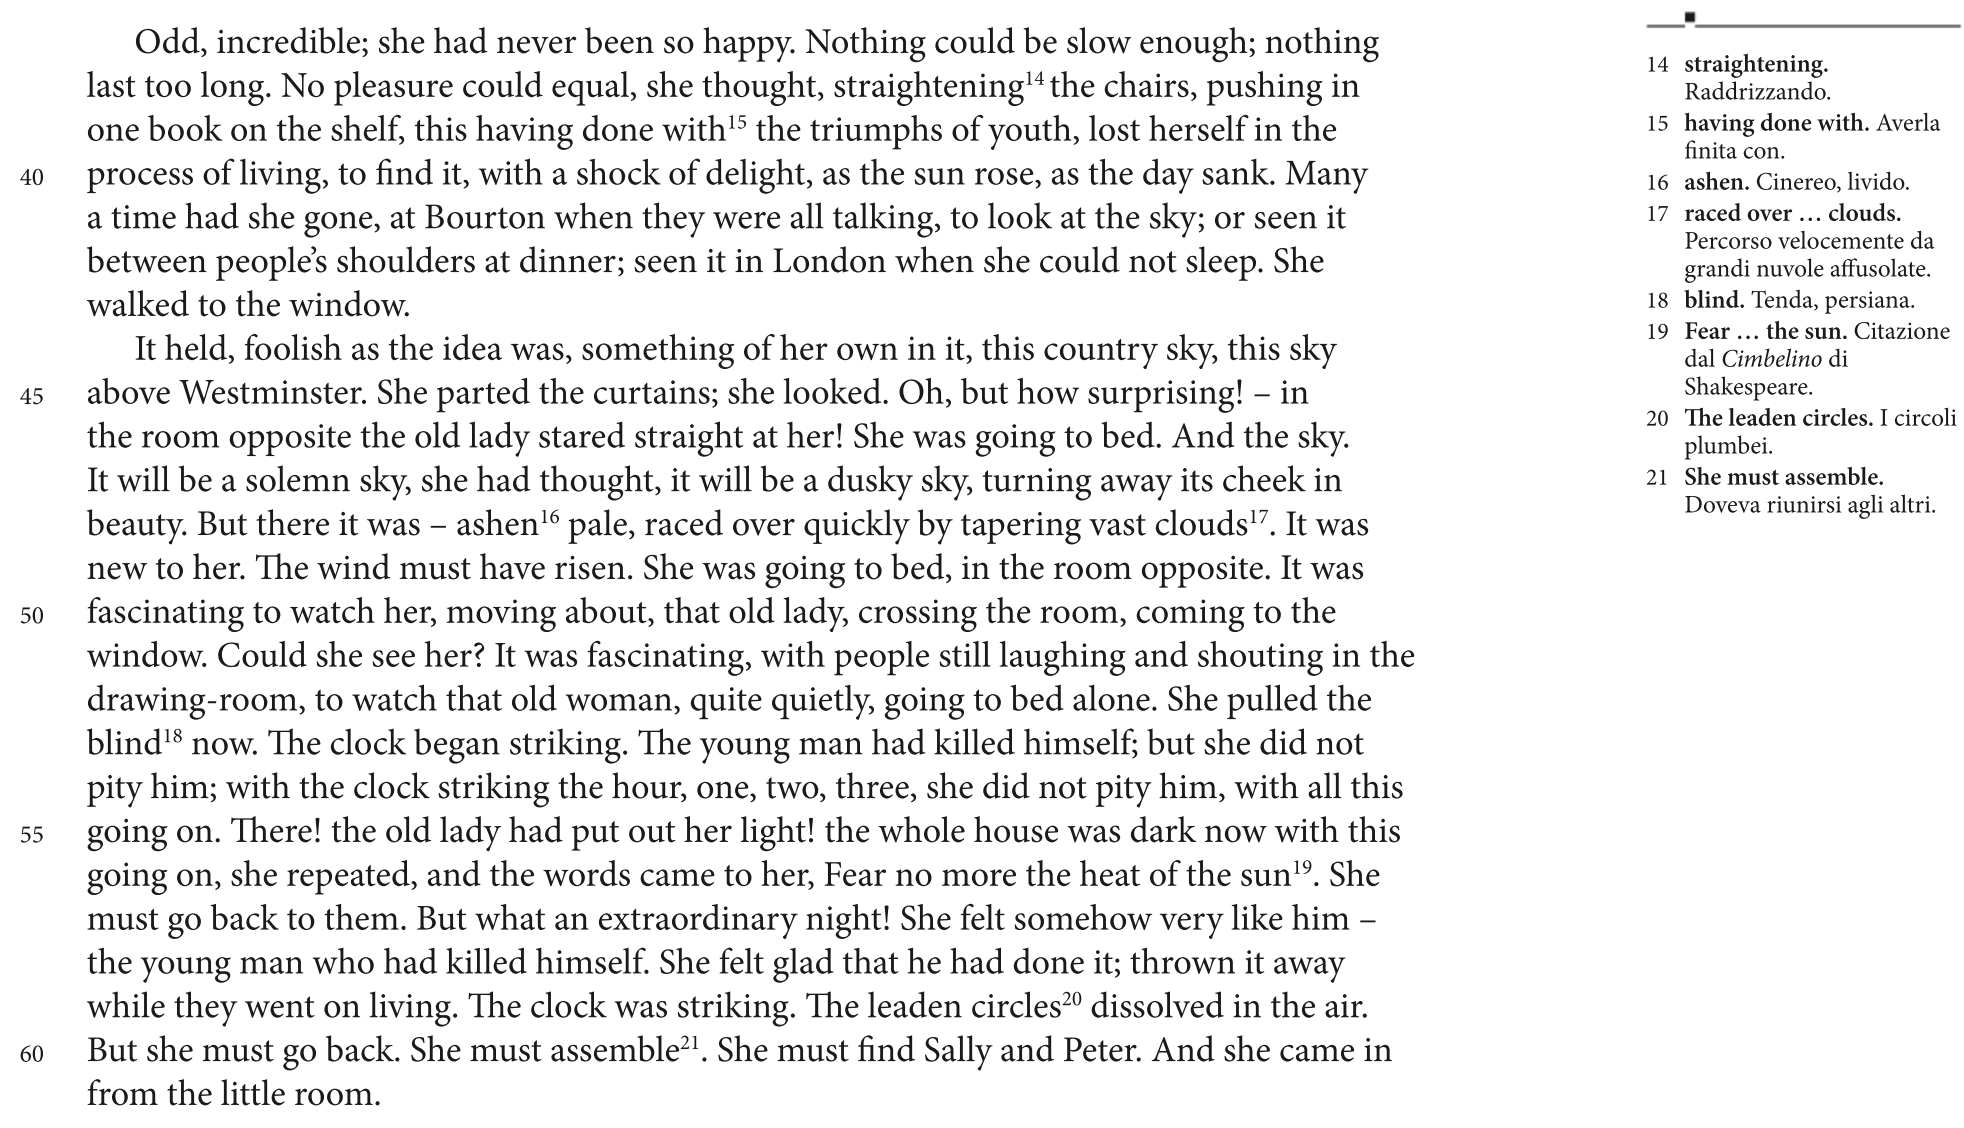 Odd, incredible; she had never been so happy. Nothing could be slow enough; nothing
last too long. No pleasure could equal, she thought, straightening14 the chairs, pushing in
one book on the shelf, this having done with15 the triumphs of youth, lost herself in the
40 process of living, to find it, with a shock of delight, as the sun rose, as the day sank. Many
a time had she gone, at Bourton when they were all talking, to look at the sky; or seen it
between people’s shoulders at dinner; seen it in London when she could not sleep. She
walked to the window.
It held, foolish as the idea was, something of her own in it, this country sky, this sky
45 above Westminster. She parted the curtains; she looked. Oh, but how surprising! – in
the room opposite the old lady stared straight at her! She was going to bed. And the sky.
It will be a solemn sky, she had thought, it will be a dusky sky, turning away its cheek in
beauty. But there it was – ashen16 pale, raced over quickly by tapering vast clouds17. It was
new to her. The wind must have risen. She was going to bed, in the room opposite. It was
50 fascinating to watch her, moving about, that old lady, crossing the room, coming to the
window. Could she see her? It was fascinating, with people still laughing and shouting in the
drawing-room, to watch that old woman, quite quietly, going to bed alone. She pulled the
blind18 now. The clock began striking. The young man had killed himself; but she did not
pity him; with the clock striking the hour, one, two, three, she did not pity him, with all this
55 going on. There! the old lady had put out her light! the whole house was dark now with this
going on, she repeated, and the words came to her, Fear no more the heat of the sun19. She
must go back to them. But what an extraordinary night! She felt somehow very like him –
the young man who had killed himself. She felt glad that he had done it; thrown it away
while they went on living. The clock was striking. The leaden circles20 dissolved in the air.
60 But she must go back. She must assemble21. She must find Sally and Peter. And she came in
from the little room.
14 straightening.
Raddrizzando.
15 having done with. Averla
finita con.
16 ashen. Cinereo, livido.
17 raced over … clouds.
Percorso velocemente da
grandi nuvole affusolate.
18 blind. Tenda, persiana.
19 Fear … the sun. Citazione
dal Cimbelino di
Shakespeare.
20 The leaden circles. I circoli
plumbei.
21 She must assemble.
Doveva riunirsi agli altri.